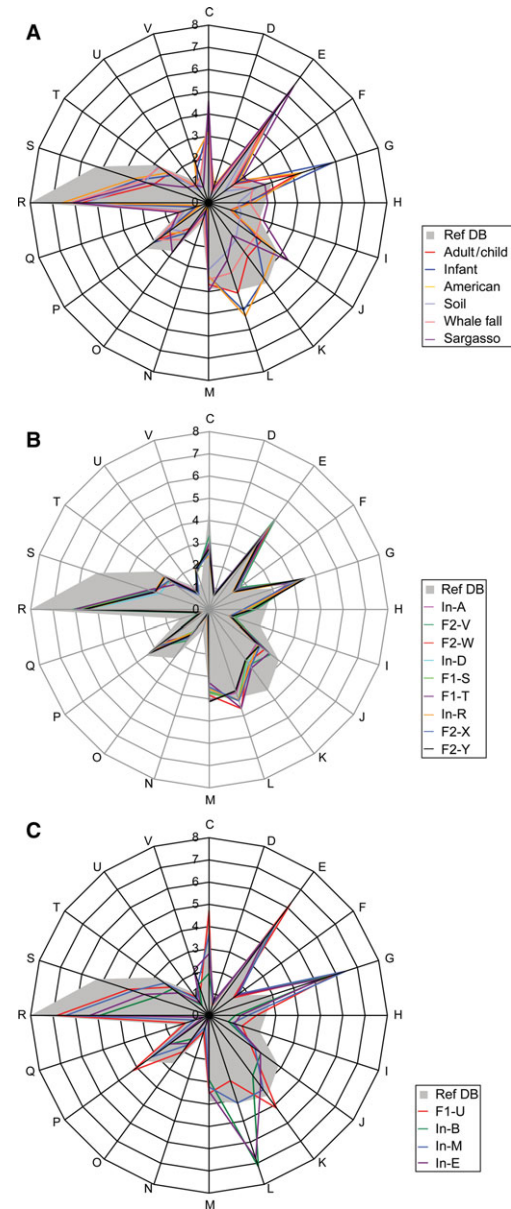 A
C
D
E
F
G
H
I
J
K
L
M
N
O
P
Q
R
S
T
U
V
8
7
6
5
4
3
2
1
0
Ref DB
Adult/child
Infant
American
Soil
Whale fall
Sargasso
B
C
D
E
F
G
H
I
J
K
L
M
N
O
P
Q
R
S
T
U
V
8
7
6
5
4
3
2
1
0
Ref DB
In-A
F2-V
F2-W
In-D
F1-S
F1-T
In-R
F2-X
F2-Y
C
C
D
E
F
G
H
I
J
K
L
M
N
O
P
Q
R
S
T
U
V
8
7
6
5
4
3
2
1
0
Ref DB
F1-U
In-B
In-M
In-E